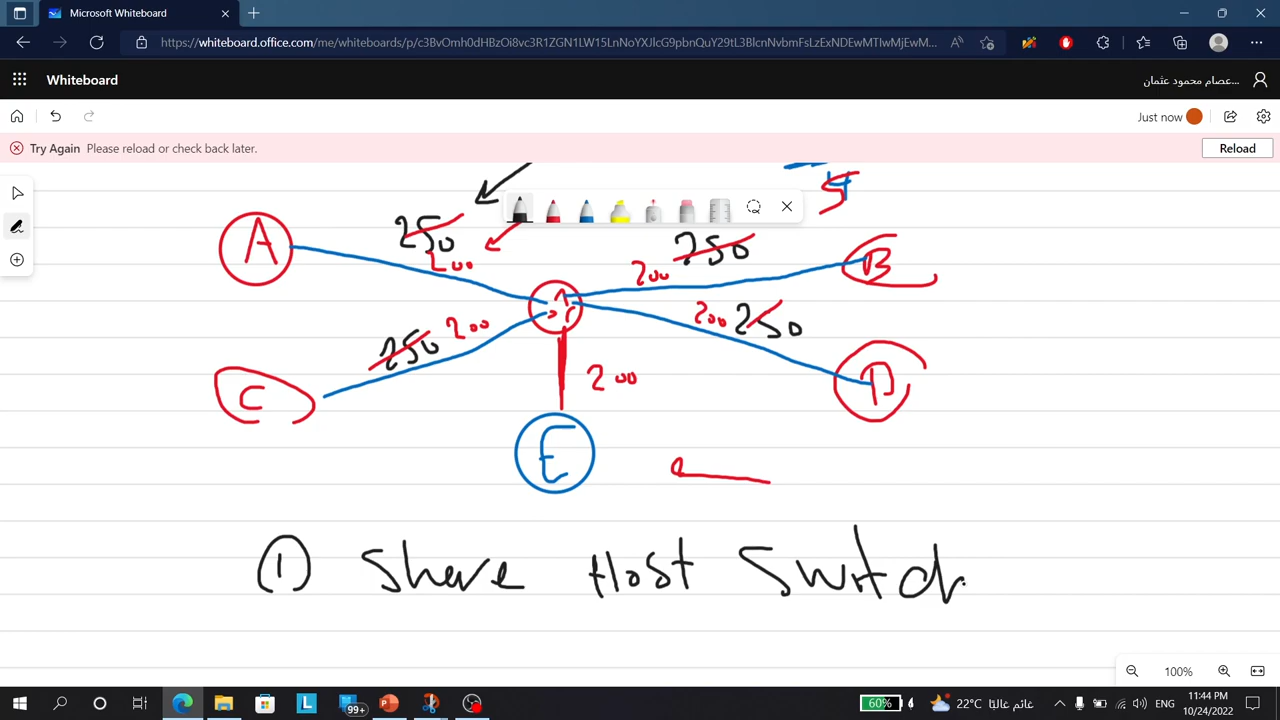 Microsoft Whiteboard
https://whiteboard.office.com/me/whiteboards/p/c3BvOmh0dHBzOi8vc3R1ZGN1LW15LnNoYXJlcG9pbnQuY29tL3BlcnNvbmFsLzExNDEwMTIwMjEwM...
Whiteboard
عصام محمود عثمان...
Just now
Try Again Please reload or check back later.
Reload
A
250
200
250
200
B
250
200
200
250
C
200
D
E
① Share Host Switch
100%
99+
60%
22°C غائم غالبًا
ENG
11:44 PM
10/24/2022